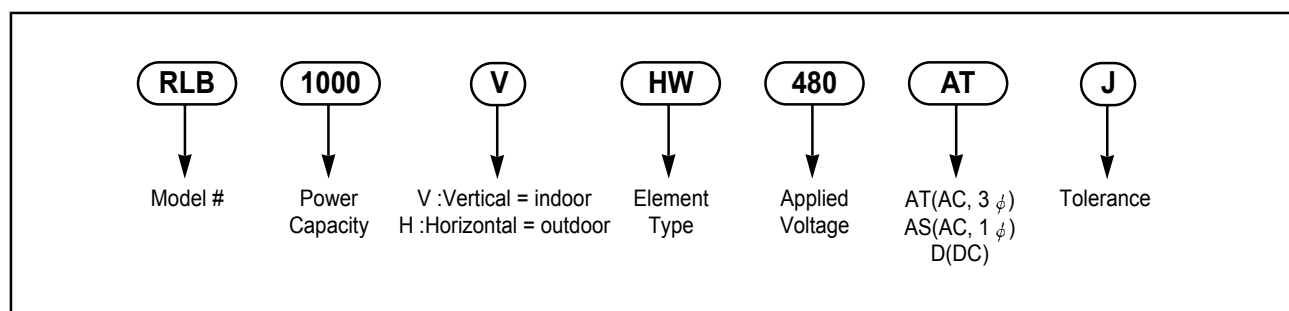 RLB 1000 V HW 480 AT J
Model # Power V :Vertical = indoor Element Applied AT(AC, 3 ϕ) Tolerance
Capacity H :Horizontal = outdoor Type Voltage AS(AC, 1 ϕ)
D(DC)